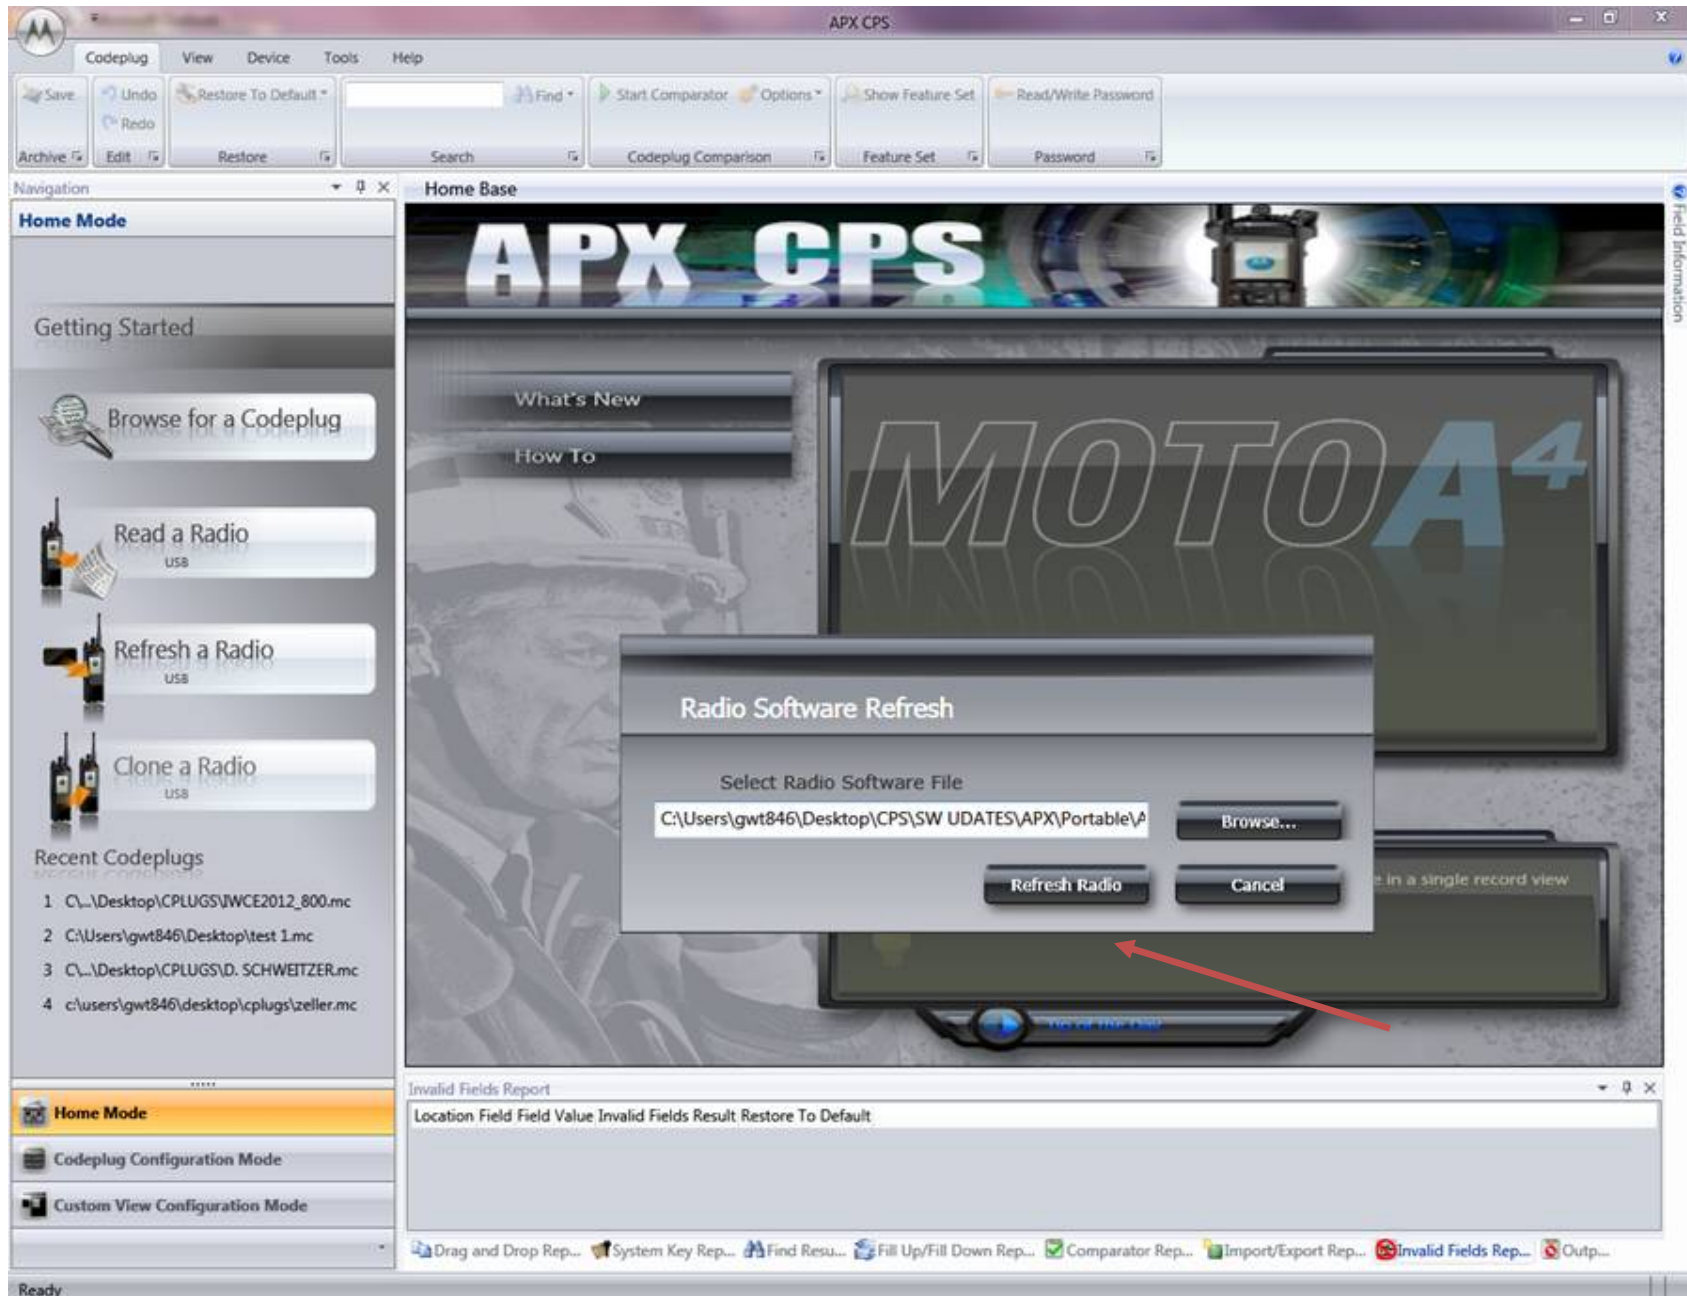 APX CPS
Codeplug View Device Tools Help
Save Undo Restore To Default Find Start Comparator Options Show Feature Set Read/Write Password
Redo
Archive Edit Restore Search Codeplug Comparison Feature Set Password
Navigation
Home Mode
Getting Started
Browse for a Codeplug
Read a Radio
USB
Refresh a Radio
USB
Clone a Radio
USB
Recent Codeplugs
1 C\...\Desktop\CPLUGS\IWCE2012_800.mc
2 C:\Users\gwt846\Desktop\test 1.mc
3 C\...\Desktop\CPLUGS\D. SCHWEITZER.mc
4 c:\users\gwt846\desktop\cplugs\zeller.mc
Home Mode
Codeplug Configuration Mode
Custom View Configuration Mode
Home Base
APX CPS
What's New
How To
MOTOA4
Radio Software Refresh
Select Radio Software File
C:\Users\gwt846\Desktop\CPS\SW UDATES\APX\Portable\A
Browse...
Refresh Radio Cancel
e in a single record view
Tip of the Day
Field Information
Invalid Fields Report
Location Field Field Value Invalid Fields Result Restore To Default
Drag and Drop Rep... System Key Rep... Find Resu... Fill Up/Fill Down Rep... Comparator Rep... Import/Export Rep... Invalid Fields Rep... Outp...
Ready